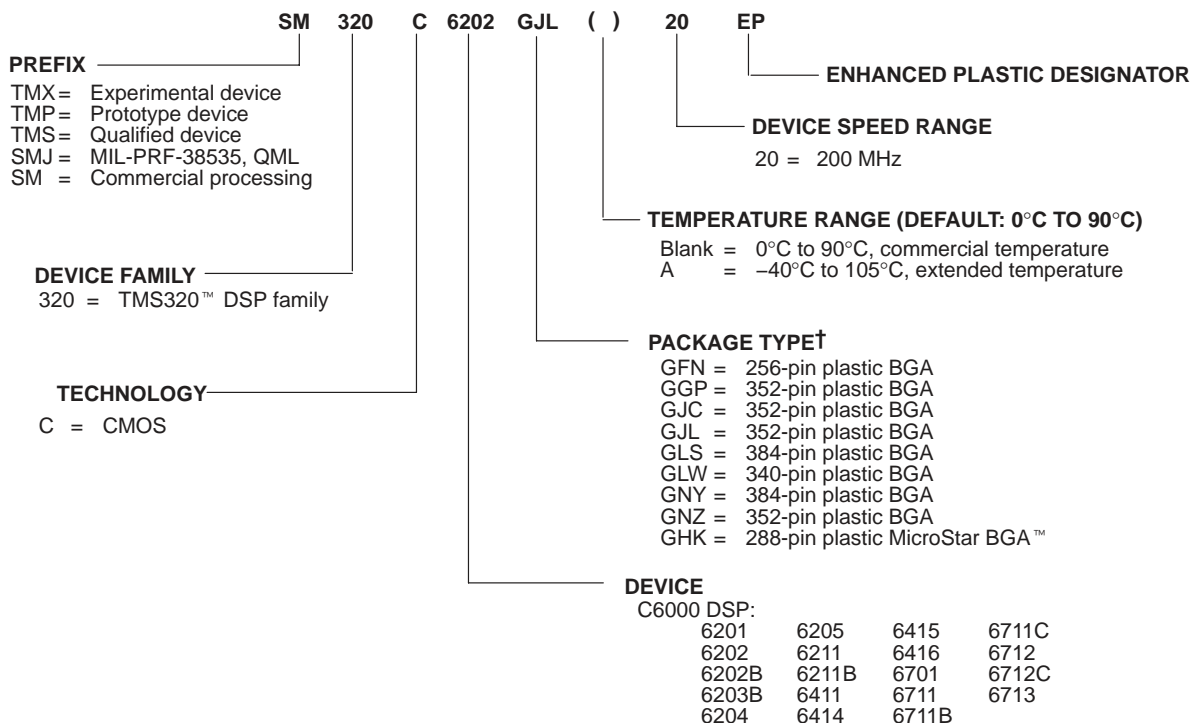 SM 320 C 6202 GJL ( ) 20 EP
PREFIX
TMX = Experimental device
TMP = Prototype device
TMS = Qualified device
SMJ = MIL-PRF-38535, QML
SM = Commercial processing
ENHANCED PLASTIC DESIGNATOR
DEVICE SPEED RANGE
20 = 200 MHz
TEMPERATURE RANGE (DEFAULT: 0°C TO 90°C)
Blank = 0°C to 90°C, commercial temperature
A = −40°C to 105°C, extended temperature
DEVICE FAMILY
320 = TMS320™ DSP family
PACKAGE TYPE†
GFN = 256-pin plastic BGA
GGP = 352-pin plastic BGA
GJC = 352-pin plastic BGA
GJL = 352-pin plastic BGA
GLS = 384-pin plastic BGA
GLW = 340-pin plastic BGA
GNY = 384-pin plastic BGA
GNZ = 352-pin plastic BGA
GHK = 288-pin plastic MicroStar BGA™
TECHNOLOGY
C = CMOS
DEVICE
C6000 DSP:
6201 6205 6415 6711C
6202 6211 6416 6712
6202B 6211B 6701 6712C
6203B 6411 6711 6713
6204 6414 6711B